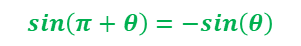 sin(π + θ) = −sin(θ)